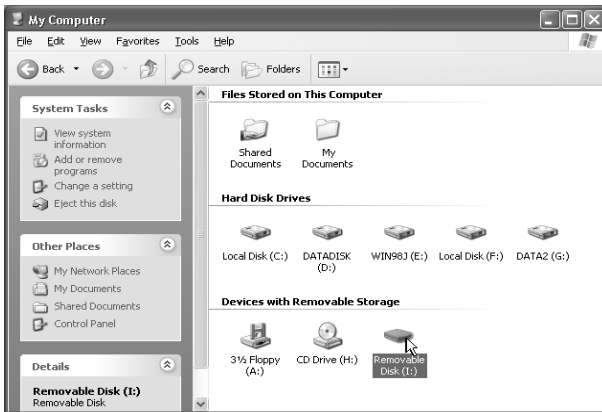 My Computer
File Edit View Favorites Tools Help
Back Search Folders
System Tasks
View system
information
Add or remove
programs
Change a setting
Eject this disk
Other Places
My Network Places
My Documents
Shared Documents
Control Panel
Details
Removable Disk (I:)
Removable Disk
Files Stored on This Computer
Shared
Documents
My
Documents
Hard Disk Drives
Local Disk (C:)
DATADISK
(D:)
WIN98J (E:)
Local Disk (F:)
DATA2 (G:)
Devices with Removable Storage
3½ Floppy
(A:)
CD Drive (H:)
Removable
Disk (I:)